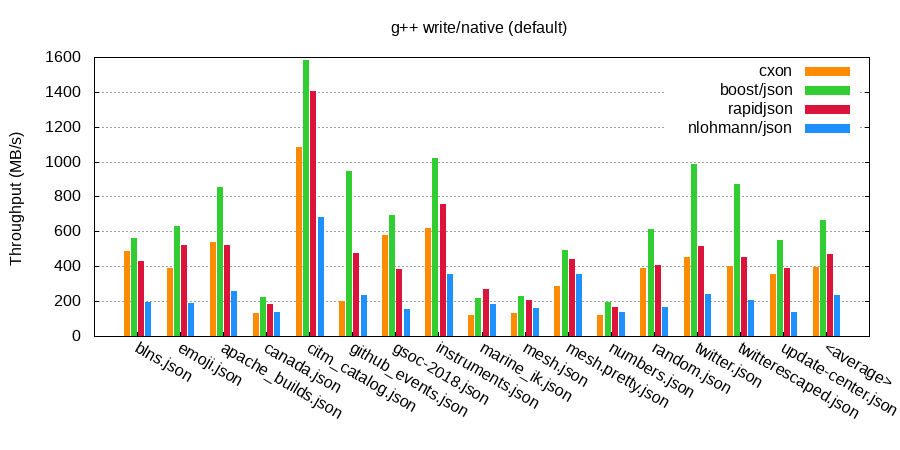 g++ write/native (default)
Throughput (MB/s)
1600
1400
1200
1000
800
600
400
200
0
cxon
boost/json
rapidjson
nlohmann/json
blns.json
emoji.json
apache_builds.json
canada.json
citm_catalog.json
github_events.json
gsoc-2018.json
instruments.json
marine_ik.json
mesh.json
mesh.pretty.json
numbers.json
random.json
twitter.json
twitterescaped.json
update-center.json
<average>